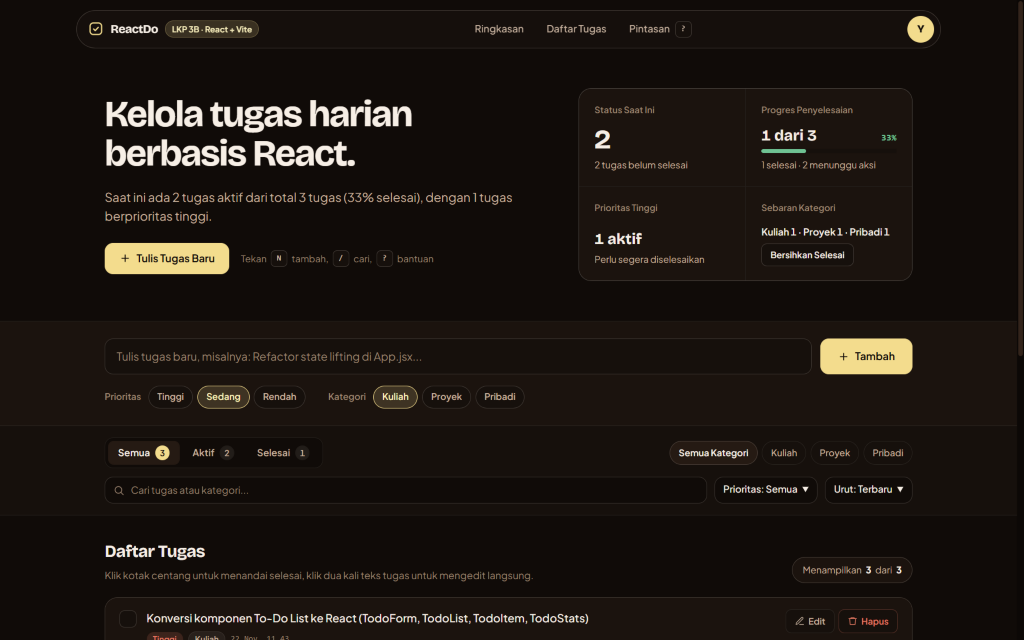 ReactDo LKP 3B · React + Vite Ringkasan Daftar Tugas Pintasan ? Y
Kelola tugas harian
berbasis React.
Saat ini ada 2 tugas aktif dari total 3 tugas (33% selesai), dengan 1 tugas
berprioritas tinggi.
+ Tulis Tugas Baru Tekan N tambah, / cari, ? bantuan
Status Saat Ini
2
2 tugas belum selesai
Progres Penyelesaian
1 dari 3 33%
1 selesai · 2 menunggu aksi
Prioritas Tinggi
1 aktif
Perlu segera diselesaikan
Sebaran Kategori
Kuliah 1 · Proyek 1 · Pribadi 1
Bersihkan Selesai
Tulis tugas baru, misalnya: Refactor state lifting di App.jsx...
+ Tambah
Prioritas Tinggi Sedang Rendah Kategori Kuliah Proyek Pribadi
Semua 3 Aktif 2 Selesai 1 Semua Kategori Kuliah Proyek Pribadi
Cari tugas atau kategori... Prioritas: Semua ▼ Urut: Terbaru ▼
Daftar Tugas
Klik kotak centang untuk menandai selesai, klik dua kali teks tugas untuk mengedit langsung.
Menampilkan 3 dari 3
Konversi komponen To-Do List ke React (TodoForm, TodoList, TodoItem, TodoStats)
Edit Hapus
Tinggi Kuliah 22 Nov, 11.43